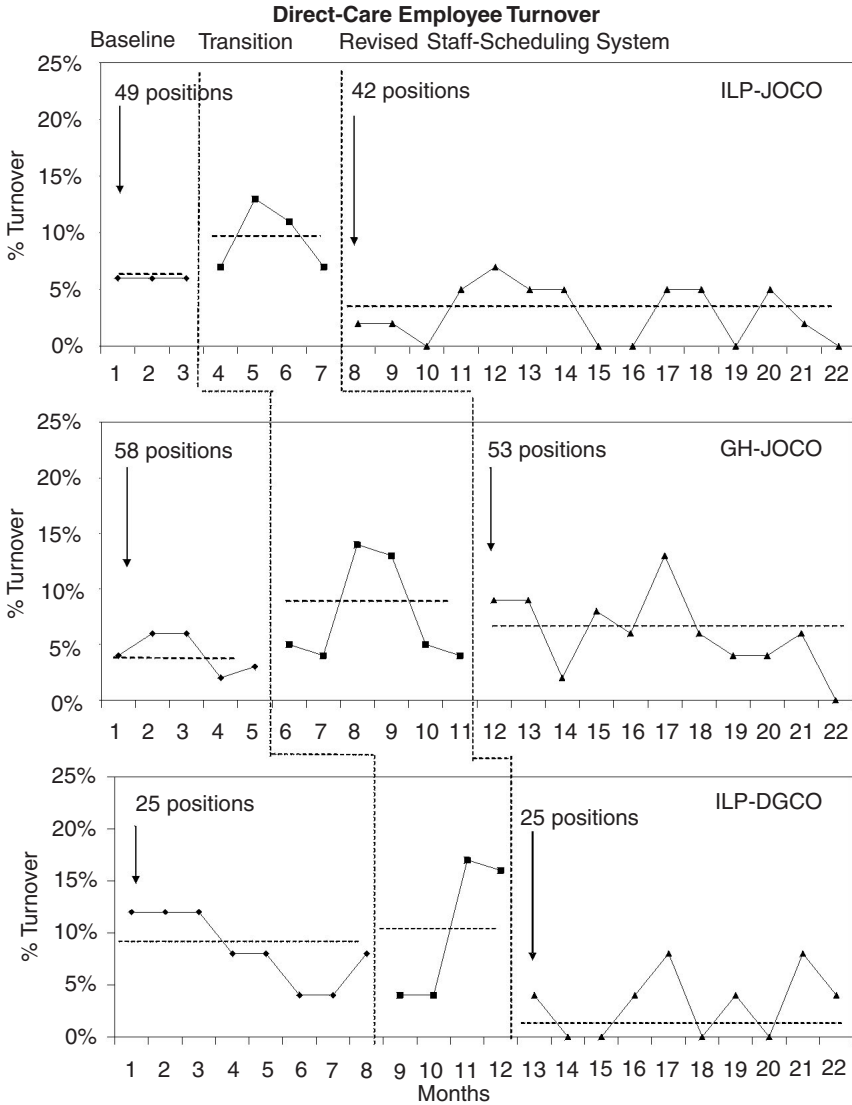 Direct-Care Employee Turnover
Baseline Transition Revised Staff-Scheduling System
25%
20%
15%
10%
5%
0%
% Turnover
49 positions
42 positions
ILP-JOCO
1 2 3 4 5 6 7 8 9 10 11 12 13 14 15 16 17 18 19 20 21 22
25%
20%
15%
10%
5%
0%
% Turnover
58 positions
53 positions
GH-JOCO
1 2 3 4 5 6 7 8 9 10 11 12 13 14 15 16 17 18 19 20 21 22
25%
20%
15%
10%
5%
0%
% Turnover
25 positions
25 positions
ILP-DGCO
1 2 3 4 5 6 7 8 9 10 11 12 13 14 15 16 17 18 19 20 21 22
Months